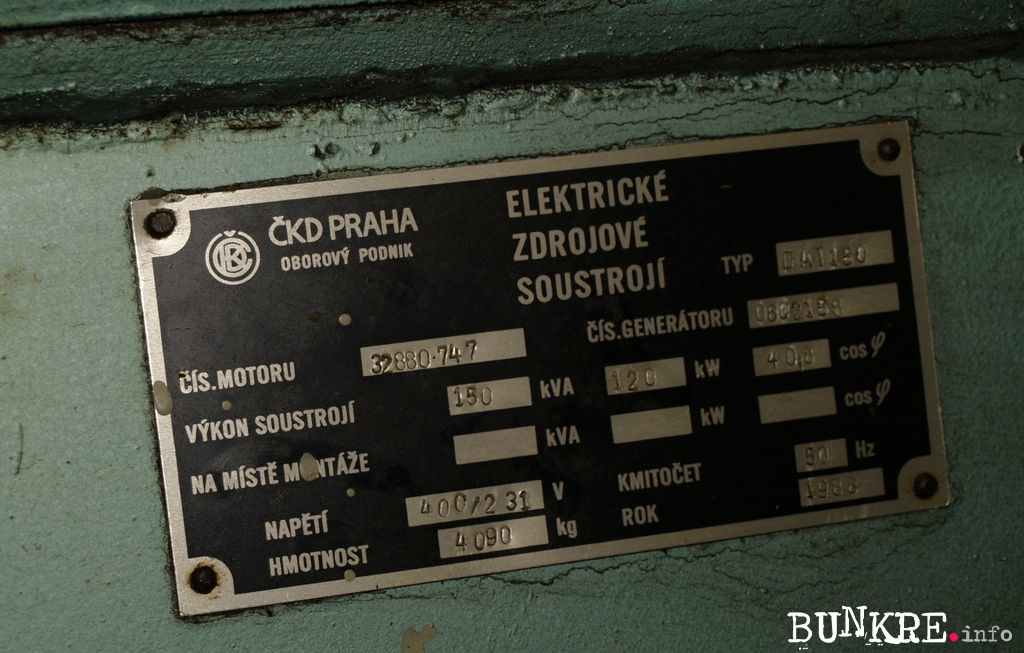 ČKD PRAHA
OBOROVÝ PODNIK
ELEKTRICKÉ
ZDROJOVÉ
SOUSTROJÍ
TYP
ČÍS. MOTORU 32880-747
ČÍS. GENERÁTORU
VÝKON SOUSTROJÍ 150 kVA 120 kW cos φ
NA MÍSTĚ MONTÁŽE kVA kW cos φ
NAPĚTÍ 400/231 V KMITOČET 50 Hz
HMOTNOST 4090 kg ROK 1988
BUNKRE.info